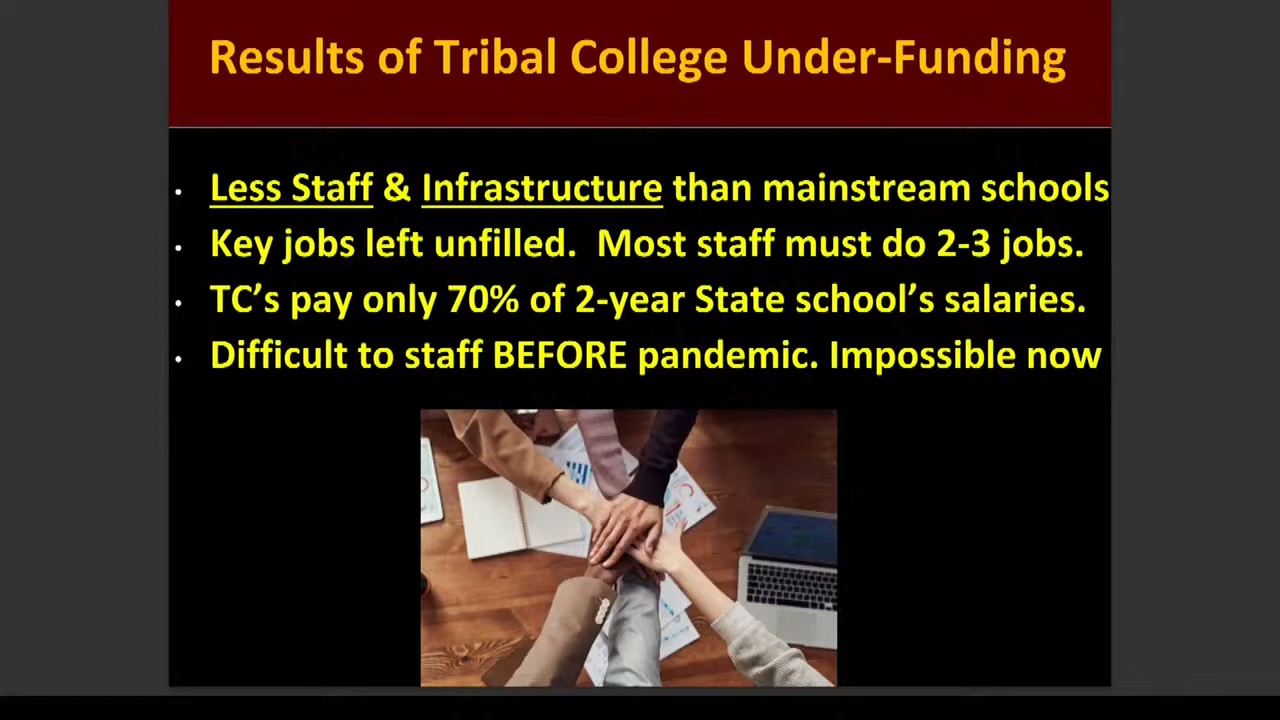 Results of Tribal College Under-Funding
• Less Staff & Infrastructure than mainstream schools
• Key jobs left unfilled.  Most staff must do 2-3 jobs.
• TC’s pay only 70% of 2-year State school’s salaries.
• Difficult to staff BEFORE pandemic. Impossible now